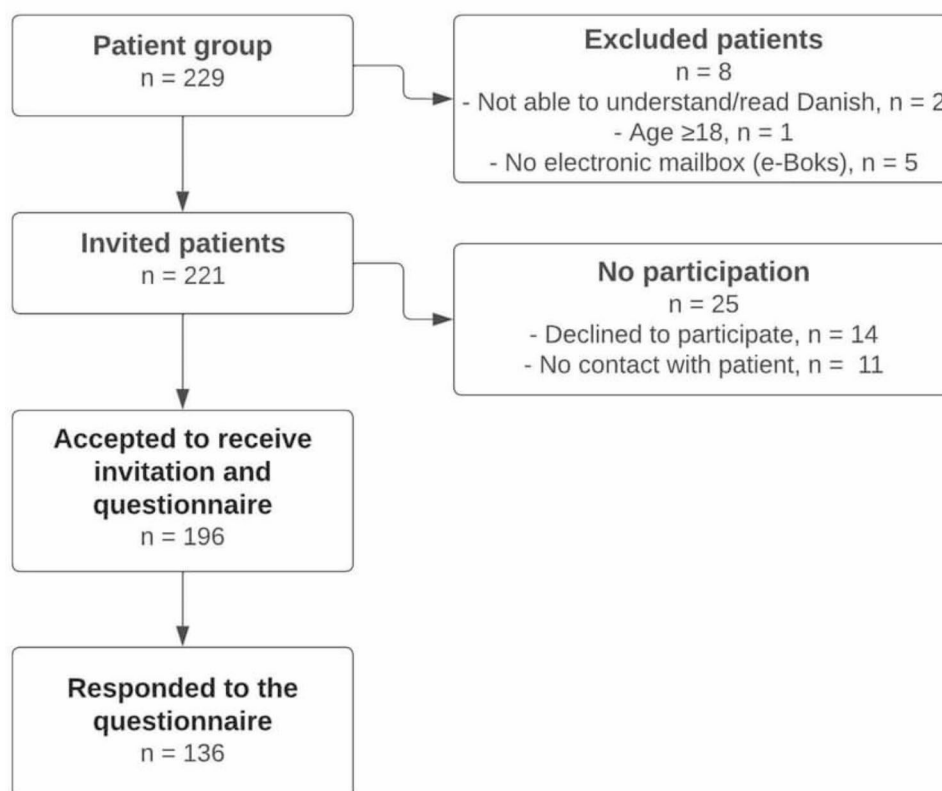 Patient group
n = 229
Excluded patients
n = 8
- Not able to understand/read Danish, n = 2
- Age ≥18, n = 1
- No electronic mailbox (e-Boks), n = 5
Invited patients
n = 221
No participation
n = 25
- Declined to participate, n = 14
- No contact with patient, n =  11
Accepted to receive
invitation and
questionnaire
n = 196
Responded to the
questionnaire
n = 136